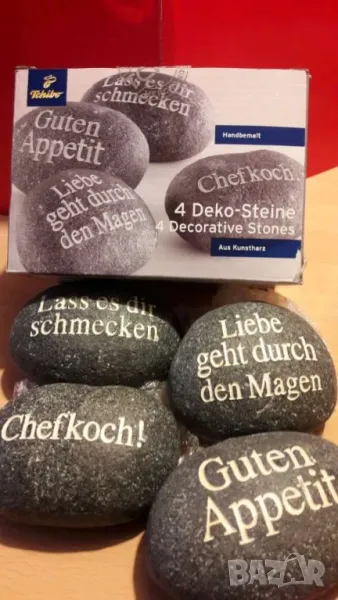 Tchibo
Lass es dir
schmecken
Guten
Appetit
Handbemalt
Liebe
geht durch
den Magen
Chefkoch!
4 Deko-Steine
4 Decorative Stones
Aus Kunstharz
Lass es dir
schmecken
Liebe
geht durch
den Magen
Chefkoch!
Guten
Appetit
BAZAR